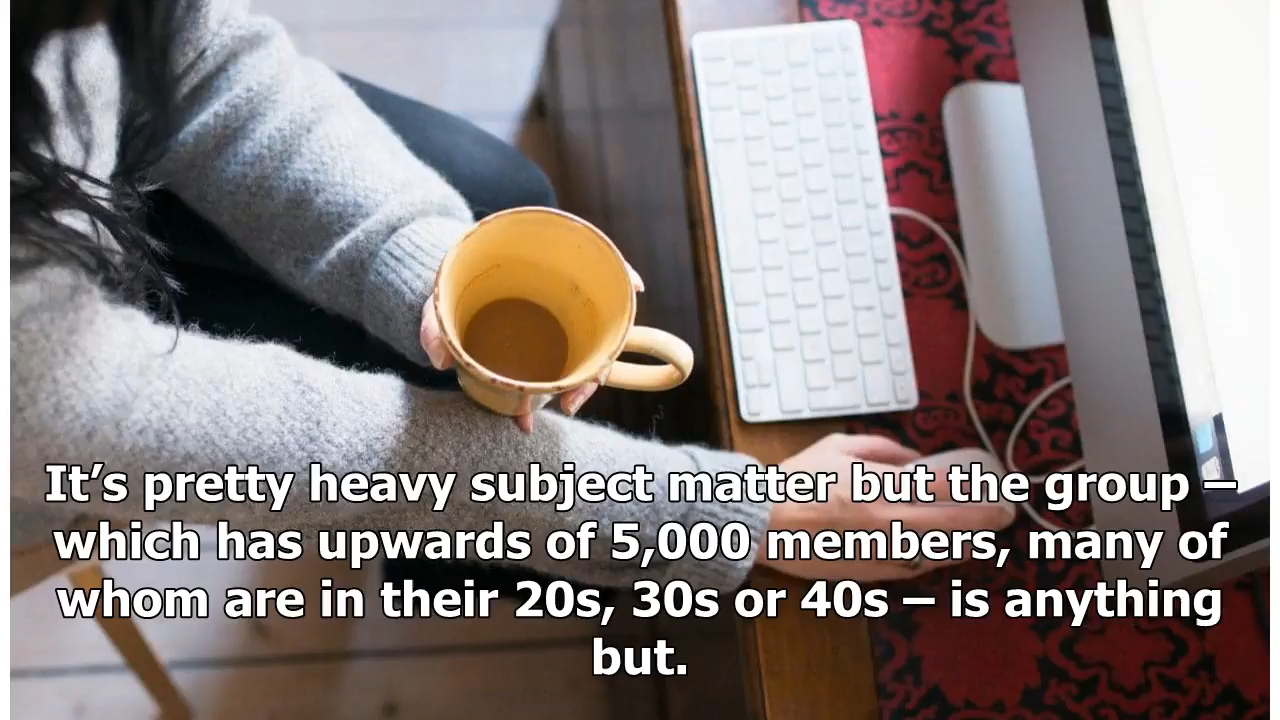 It’s pretty heavy subject matter but the group –
which has upwards of 5,000 members, many of
whom are in their 20s, 30s or 40s – is anything
but.